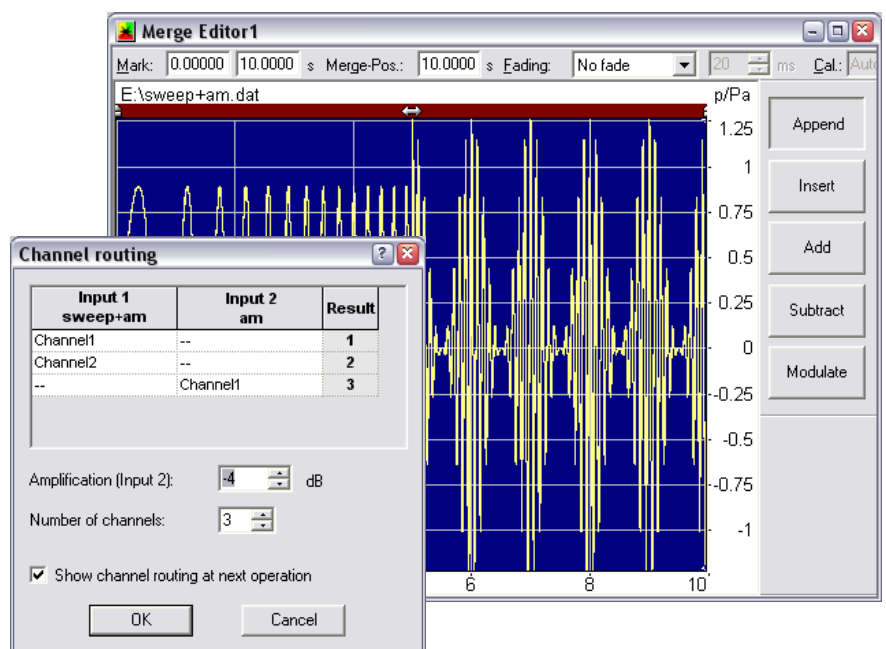 Merge Editor1
Mark: 0.00000 10.0000 s Merge-Pos.: 10.0000 s Fading: No fade 20 ms Cal.: Auto
E:\sweep+am.dat
p/Pa
1.25
1
0.75
0.5
0.25
0
-0.25
-0.5
-0.75
-1
6 8 10
Append
Insert
Add
Subtract
Modulate
Channel routing
Input 1 Input 2 Result
sweep+am am
Channel1 -- 1
Channel2 -- 2
-- Channel1 3
Amplification (Input 2): -4 dB
Number of channels: 3
Show channel routing at next operation
OK Cancel